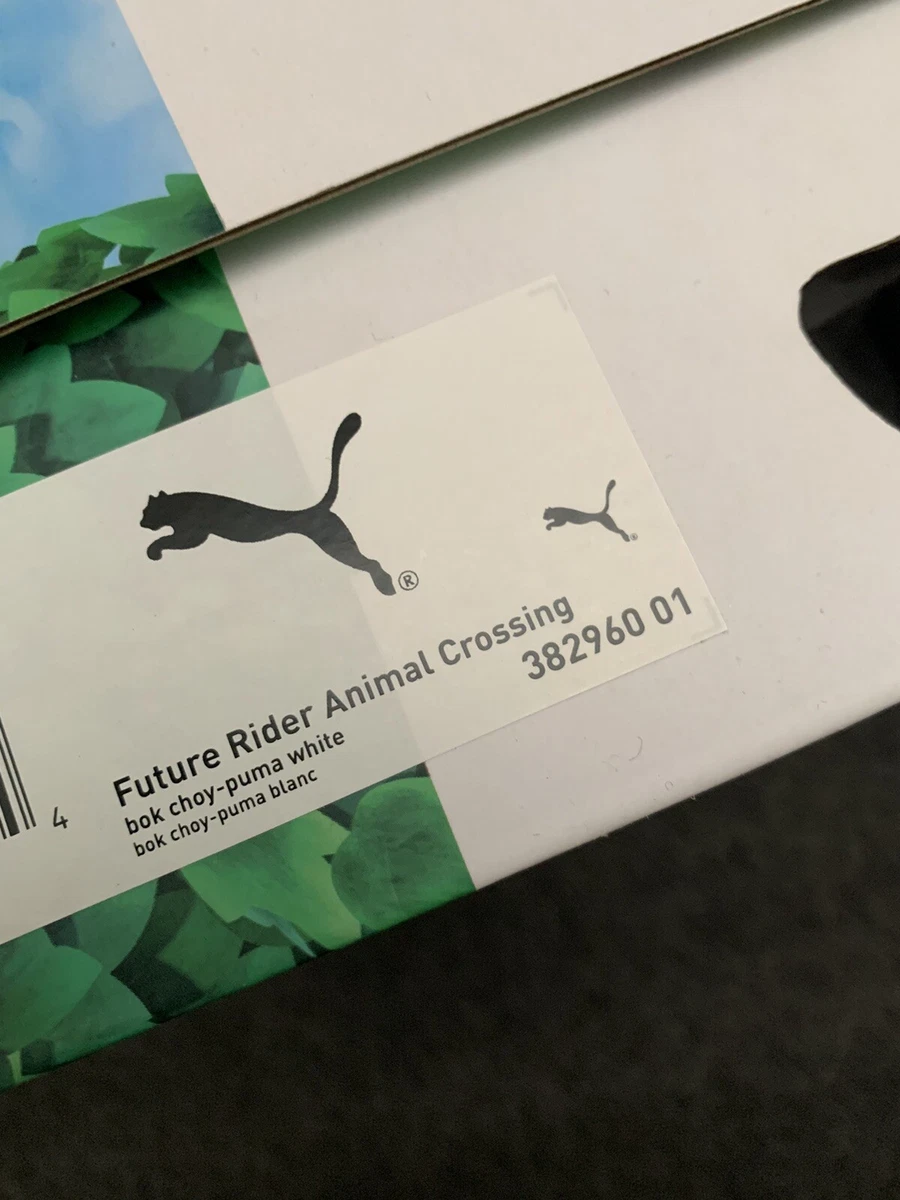 ®
®
Future Rider Animal Crossing
382960 01
bok choy-puma white
bok choy-puma blanc
4